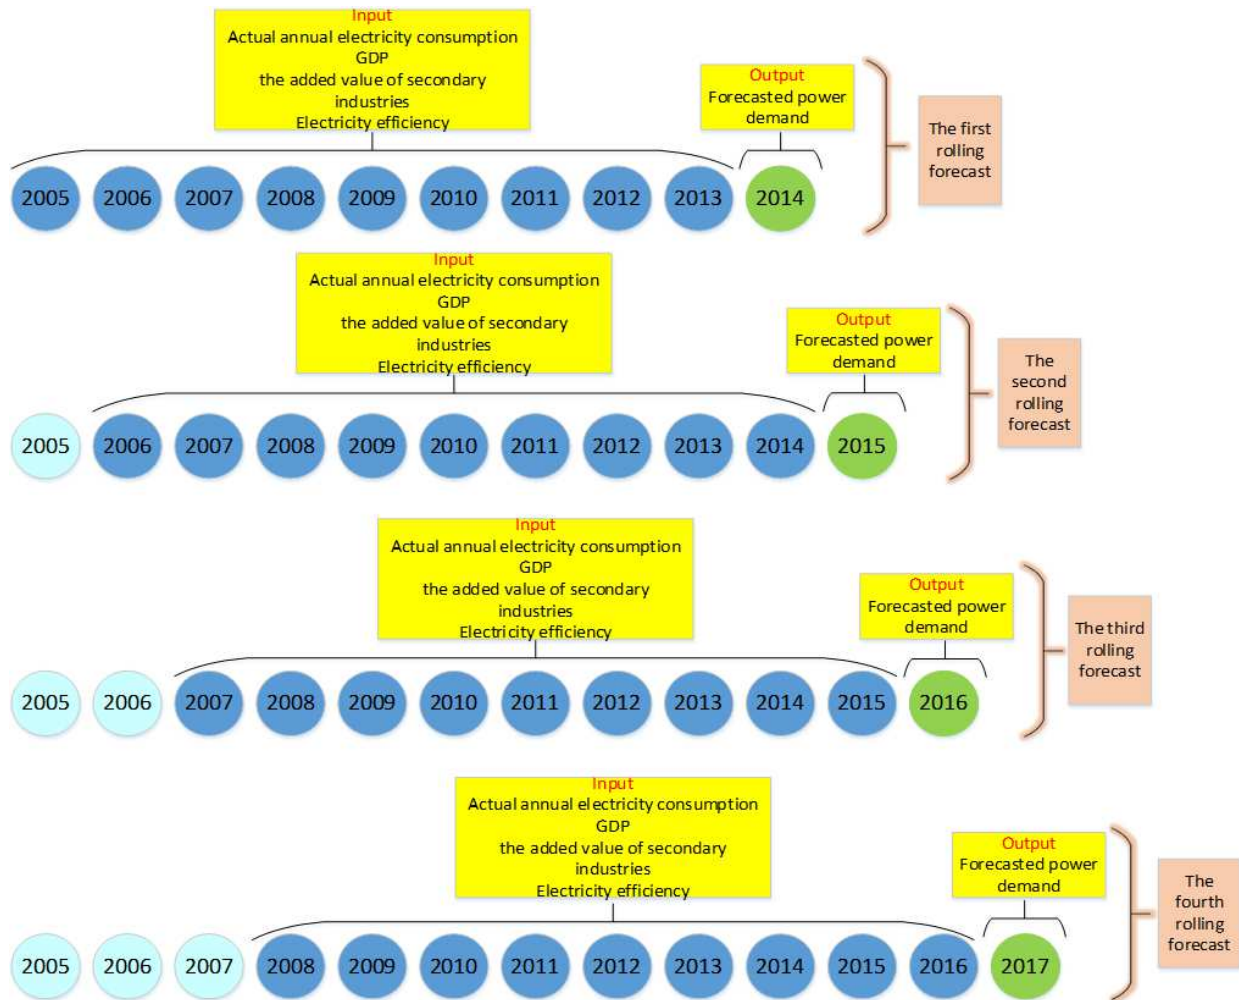 Input
Actual annual electricity consumption
GDP
the added value of secondary
industries
Electricity efficiency
Output
Forecasted power
demand
The first
rolling
forecast
2005 2006 2007 2008 2009 2010 2011 2012 2013 2014
Input
Actual annual electricity consumption
GDP
the added value of secondary
industries
Electricity efficiency
Output
Forecasted power
demand
The
second
rolling
forecast
2005 2006 2007 2008 2009 2010 2011 2012 2013 2014 2015
Input
Actual annual electricity consumption
GDP
the added value of secondary
industries
Electricity efficiency
Output
Forecasted power
demand
The third
rolling
forecast
2005 2006 2007 2008 2009 2010 2011 2012 2013 2014 2015 2016
Input
Actual annual electricity consumption
GDP
the added value of secondary
industries
Electricity efficiency
Output
Forecasted power
demand
The
fourth
rolling
forecast
2005 2006 2007 2008 2009 2010 2011 2012 2013 2014 2015 2016 2017